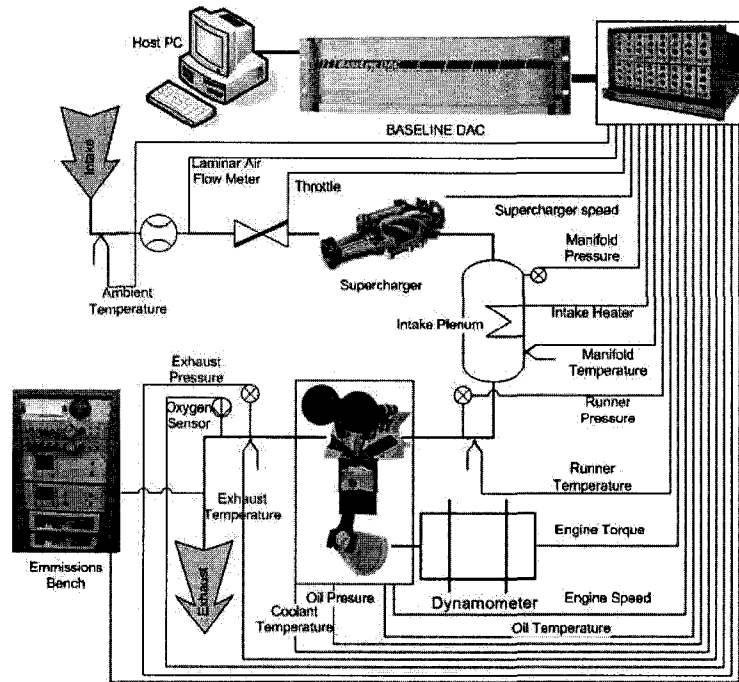 Host PC
Baseline DAC
BASELINE DAC
Intake
Laminar Air
Flow Meter
Throttle
Supercharger speed
Manifold
Pressure
Supercharger
Ambient
Temperature
Intake Plenum
Intake Heater
Manifold
Temperature
Exhaust
Pressure
Oxygen
Sensor
Runner
Pressure
Runner
Temperature
Exhaust
Temperature
Engine Torque
Emmissions
Bench
Exhaust
Oil Presure
Dynamometer
Engine Speed
Coolant
Temperature
Oil Temperature